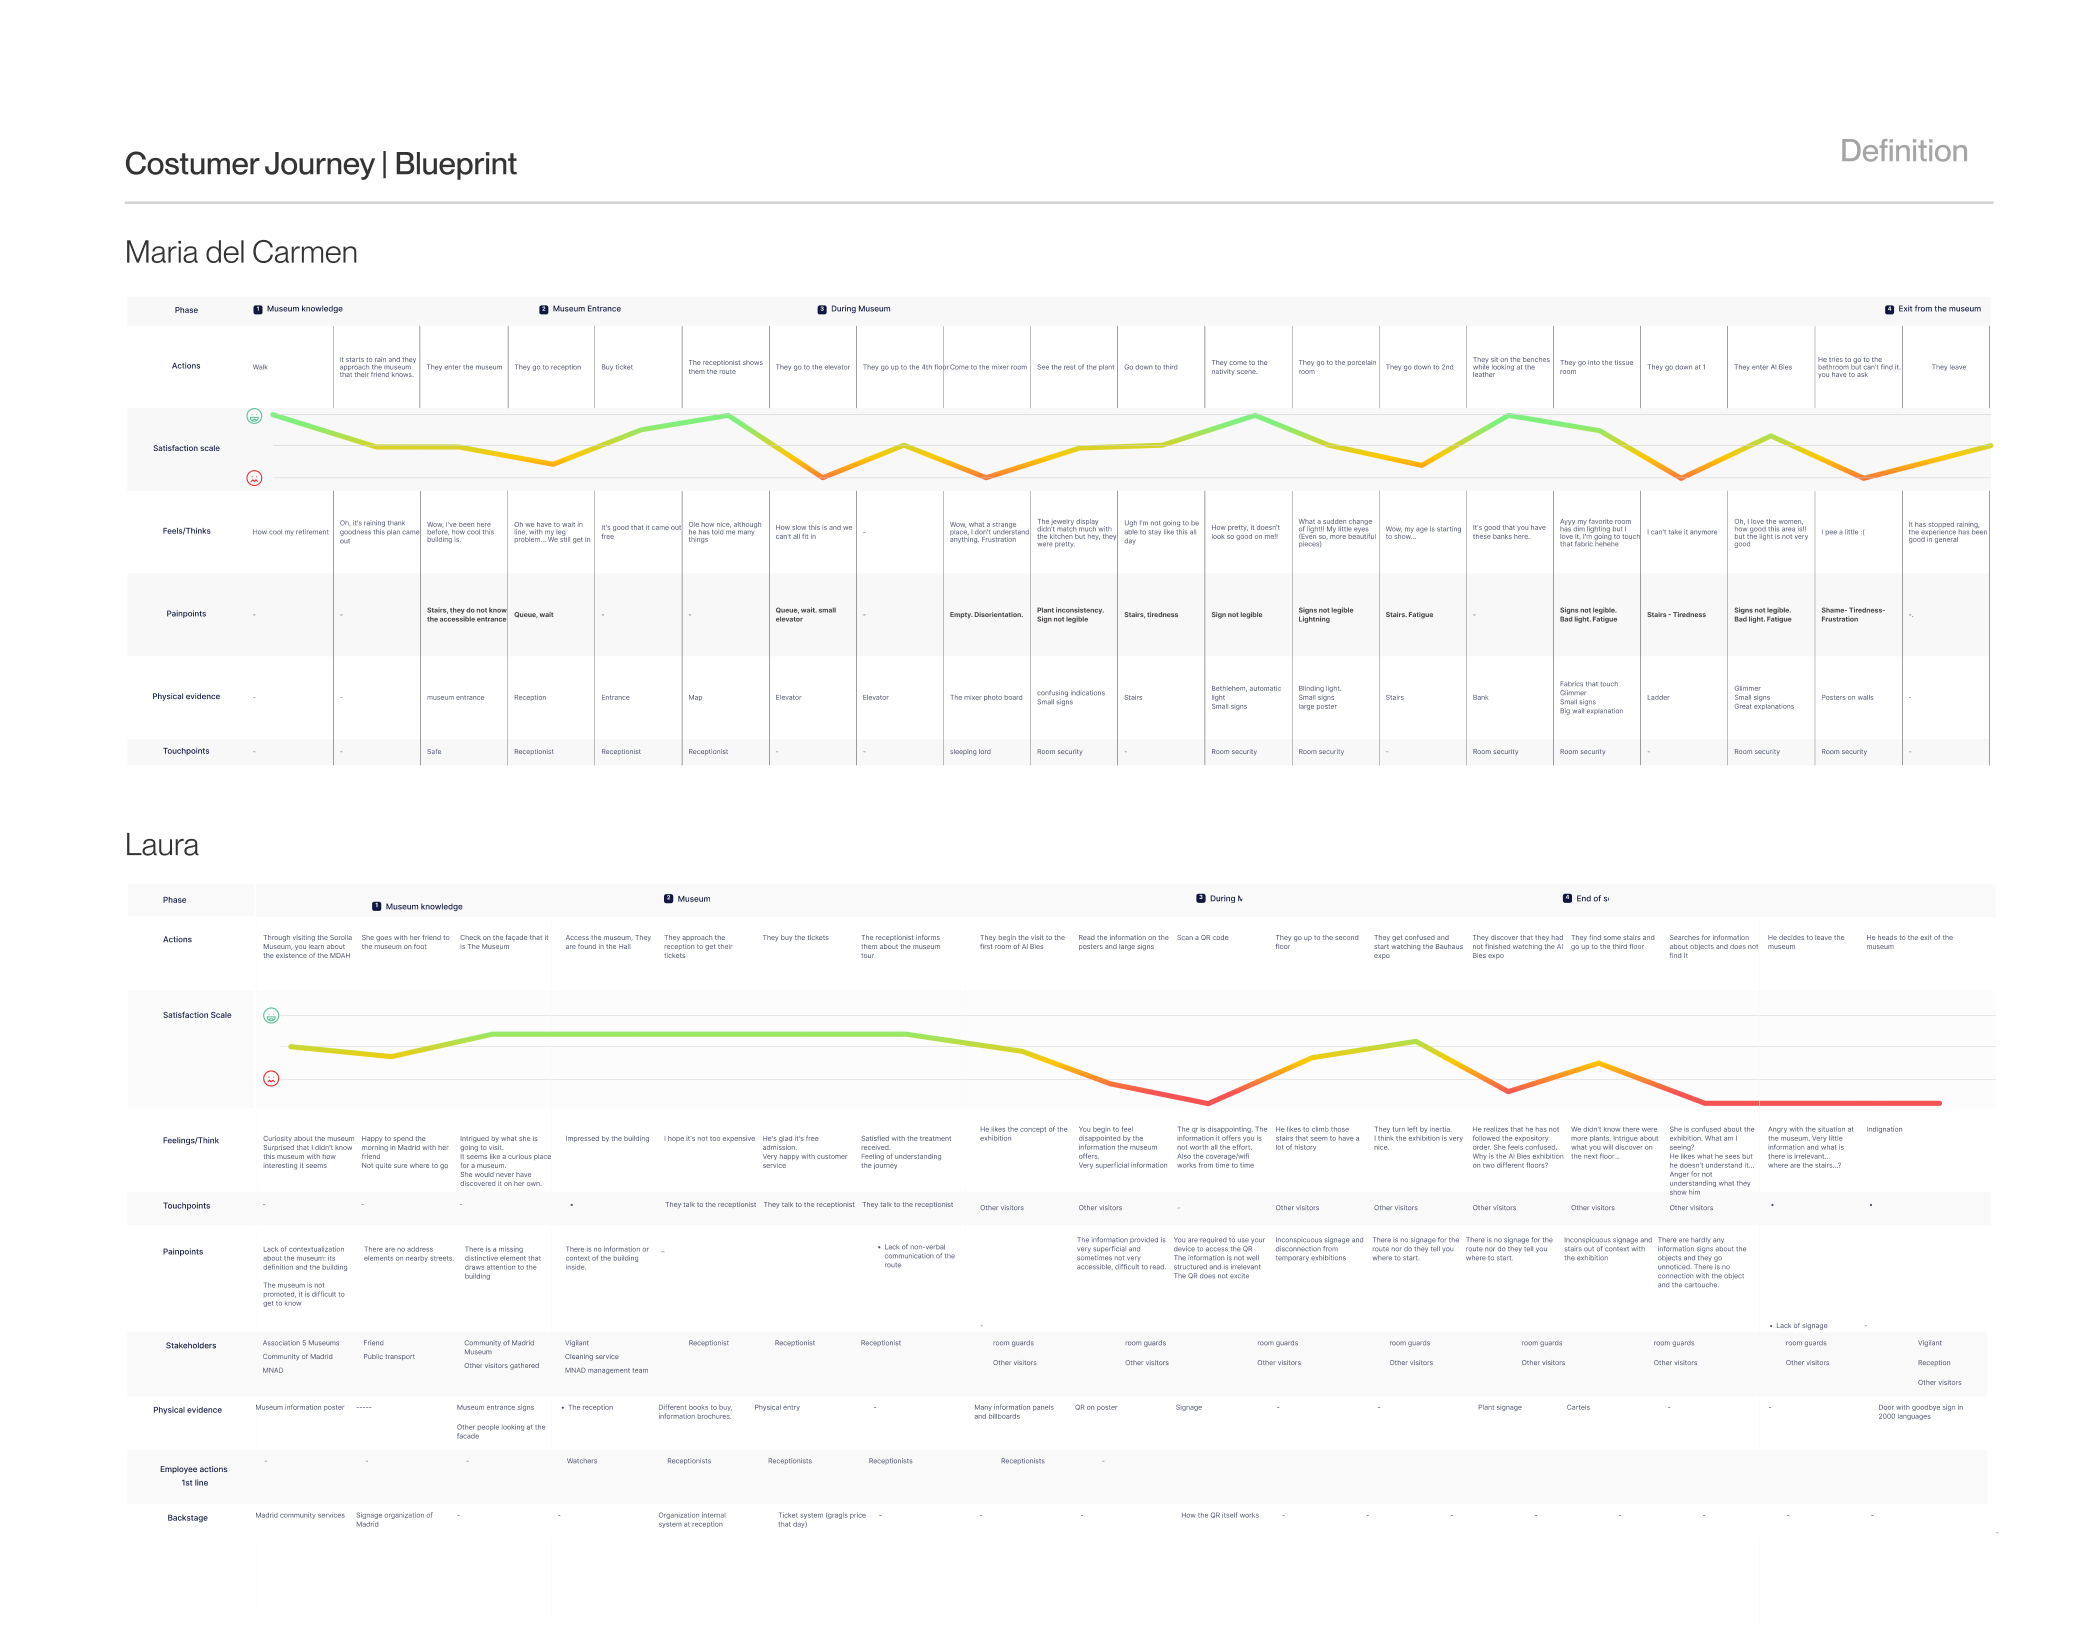 Costumer Journey | Blueprint
Definition
Maria del Carmen
Phase
1 Museum knowledge
2 Museum Entrance
3 During Museum
4 Exit from the museum
Actions
Walk
It starts to rain and they
approach the museum
that their friend knows.
They enter the museum
They go to reception
Buy ticket
The receptionist shows
them the route
They go to the elevator
They go up to the 4th floor
Come to the mixer room
See the rest of the plant
Go down to third
They come to the
nativity scene.
They go to the porcelain
room
They go down to 2nd
They sit on the benches
while looking at the
leather
They go into the tissue
room
They go down at 1
They enter AI Bies
He tries to go to the
bathroom but can't find it.
you have to ask
They leave
Satisfaction scale
Feels/Thinks
How cool my retirement
Oh, it's raining thank
goodness this plan came
out
Wow, I've been here
before, how cool this
building is.
Oh we have to wait in
line, with my leg
problem... We still get in
It's good that it came out
free
Ole how nice, although
he has told me many
things
How slow this is and we
can't all fit in
-
Wow, what a strange
place, I don't understand
anything. Frustration
The jewelry display
didn't match much with
the kitchen but hey, they
were pretty.
Ugh I'm not going to be
able to stay like this all
day
How pretty, it doesn't
look so good on me!!
What a sudden change
of light!! My little eyes
(Even so, more beautiful
pieces)
Wow, my age is starting
to show...
It's good that you have
these banks here.
Ayyy my favorite room
has dim lighting but I
love it, I'm going to touch
that fabric hehehe
I can't take it anymore
Oh, I love the women,
how good this area is!!
but the light is not very
good
I pee a little :(
It has stopped raining,
the experience has been
good in general
Painpoints
-
-
Stairs, they do not know
the accessible entrance
Queue, wait
-
-
Queue, wait. small
elevator
-
Empty. Disorientation.
Plant inconsistency.
Sign not legible
Stairs, tiredness
Sign not legible
Signs not legible
Lightning
Stairs. Fatigue
-
Signs not legible.
Bad light. Fatigue
Stairs - Tiredness
Signs not legible.
Bad light. Fatigue
Shame- Tiredness-
Frustration
-.
Physical evidence
-
-
museum entrance
Reception
Entrance
Map
Elevator
Elevator
The mixer photo board
confusing indications
Small signs
Stairs
Bethlehem, automatic
light
Small signs
Blinding light.
Small signs
large poster
Stairs
Bank
Fabrics that touch
Glimmer
Small signs
Big wall explanation
Ladder
Glimmer
Small signs
Great explanations
Posters on walls
-
Touchpoints
-
-
Safe
Receptionist
Receptionist
Receptionist
-
-
sleeping lord
Room security
-
Room security
Room security
-
Room security
Room security
-
Room security
Room security
-
Laura
Phase
1 Museum knowledge
2 Museum
3 During M
4 End of s
Actions
Through visiting the Sorolla
Museum, you learn about
the existence of the MDAH
She goes with her friend to
the museum on foot
Check on the façade that it
is The Museum
Access the museum, They
are found in the Hall
They approach the
reception to get their
tickets
They buy the tickets
The receptionist informs
them about the museum
tour
They begin the visit to the
first room of AI Bies
Read the information on the
posters and large signs
Scan a QR code
They go up to the second
floor
They get confused and
start watching the Bauhaus
expo
They discover that they had
not finished watching the AI
Bies expo
They find some stairs and
go up to the third floor
Searches for information
about objects and does not
find it
He decides to leave the
museum
He heads to the exit of the
museum
Satisfaction Scale
Feelings/Think
Curiosity about the museum
Surprised that I didn't know
this museum with how
interesting it seems
Happy to spend the
morning in Madrid with her
friend
Not quite sure where to go
Intrigued by what she is
going to visit.
It seems like a curious place
for a museum.
She would never have
discovered it on her own.
Impressed by the building
I hope it's not too expensive
He's glad it's free
admission.
Very happy with customer
service
Satisfied with the treatment
received.
Feeling of understanding
the journey
He likes the concept of the
exhibition
You begin to feel
disappointed by the
information the museum
offers.
Very superficial information
The qr is disappointing. The
information it offers you is
not worth all the effort.
Also the coverage/wifi
works from time to time
He likes to climb those
stairs that seem to have a
lot of history
They turn left by inertia.
I think the exhibition is very
nice.
He realizes that he has not
followed the expository
order. She feels confused.
Why is the AI Bies exhibition
on two different floors?
We didn't know there were
more plants. Intrigue about
what you will discover on
the next floor...
She is confused about the
exhibition. What am I
seeing?
He likes what he sees but
he doesn't understand it...
Anger for not
understanding what they
show him
Angry with the situation at
the museum. Very little
information and what is
there is irrelevant...
where are the stairs...?
Indignation
Touchpoints
-
-
-
•
They talk to the receptionist
They talk to the receptionist
They talk to the receptionist
Other visitors
Other visitors
-
Other visitors
Other visitors
Other visitors
Other visitors
Other visitors
•
•
Painpoints
Lack of contextualization
about the museum: its
definition and the building
The museum is not
promoted, it is difficult to
get to know
There are no address
elements on nearby streets.
There is a missing
distinctive element that
draws attention to the
building
There is no information or
context of the building
inside.
-
• Lack of non-verbal
communication of the
route
-
The information provided is
very superficial and
sometimes not very
accessible, difficult to read.
You are required to use your
device to access the QR
The information is not well
structured and is irrelevant
The QR does not excite
Inconspicuous signage and
disconnection from
temporary exhibitions
There is no signage for the
route nor do they tell you
where to start.
There is no signage for the
route nor do they tell you
where to start.
Inconspicuous signage and
stairs out of context with
the exhibition
There are hardly any
information signs about the
objects and they go
unnoticed. There is no
connection with the object
and the cartouche.
• Lack of signage
-
Stakeholders
Association 5 Museums
Community of Madrid
MNAD
Friend
Public transport
Community of Madrid
Museum
Other visitors gathered
Vigilant
Cleaning service
MNAD management team
Receptionist
Receptionist
Receptionist
room guards
Other visitors
room guards
Other visitors
room guards
Other visitors
room guards
Other visitors
room guards
Other visitors
room guards
Other visitors
room guards
Other visitors
Vigilant
Reception
Other visitors
Physical evidence
Museum information poster
-----
Museum entrance signs
Other people looking at the
facade
• The reception
Different books to buy,
information brochures.
Physical entry
-
Many information panels
and billboards
QR on poster
Signage
-
-
Plant signage
Cartels
-
-
Door with goodbye sign in
2000 languages
Employee actions
1st line
-
-
-
Watchers
Receptionists
Receptionists
Receptionists
Receptionists
-
Backstage
Madrid community services
Signage organization of
Madrid
-
-
Organization internal
system at reception
Ticket system (gragis price
that day)
-
-
-
How the QR itself works
-
-
-
-
-
-
-
-
-